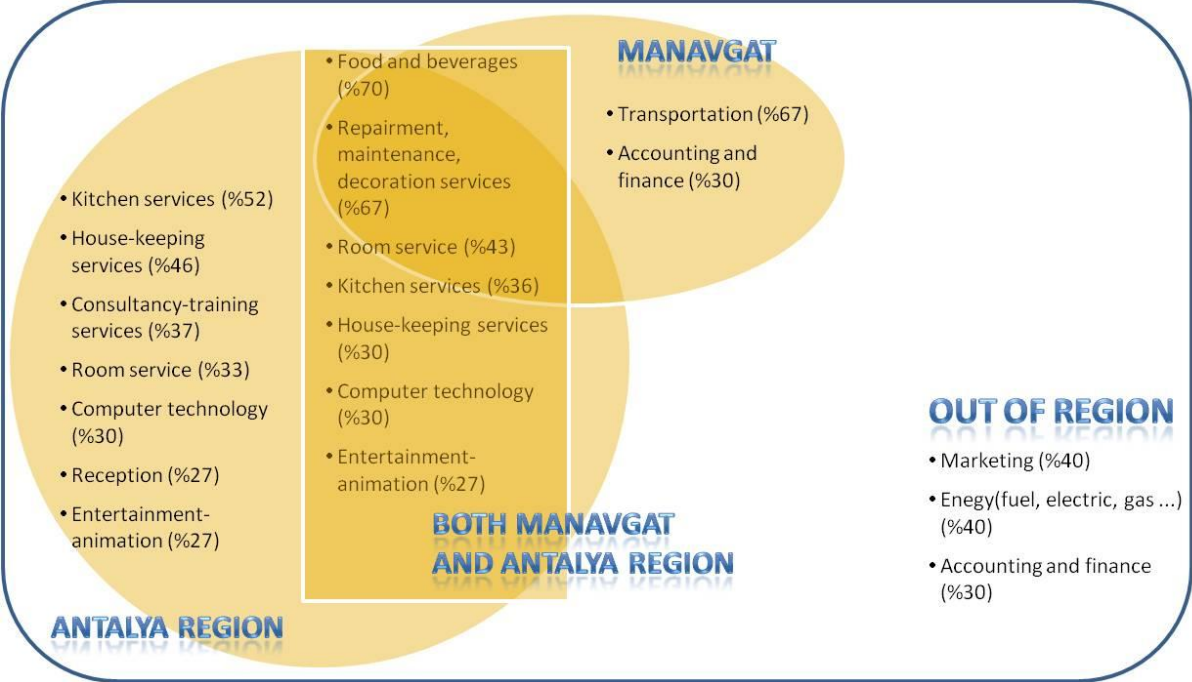 MANAVGAT
• Transportation (%67)
• Accounting and
finance (%30)
• Food and beverages
(%70)
• Repairment,
maintenance,
decoration services
(%67)
• Room service (%43)
• Kitchen services (%36)
• House-keeping services
(%30)
• Computer technology
(%30)
• Entertainment-
animation (%27)
BOTH MANAVGAT
AND ANTALYA REGION
• Kitchen services (%52)
• House-keeping
services (%46)
• Consultancy-training
services (%37)
• Room service (%33)
• Computer technology
(%30)
• Reception (%27)
• Entertainment-
animation (%27)
ANTALYA REGION
OUT OF REGION
• Marketing (%40)
• Enegy(fuel, electric, gas ...)
(%40)
• Accounting and finance
(%30)